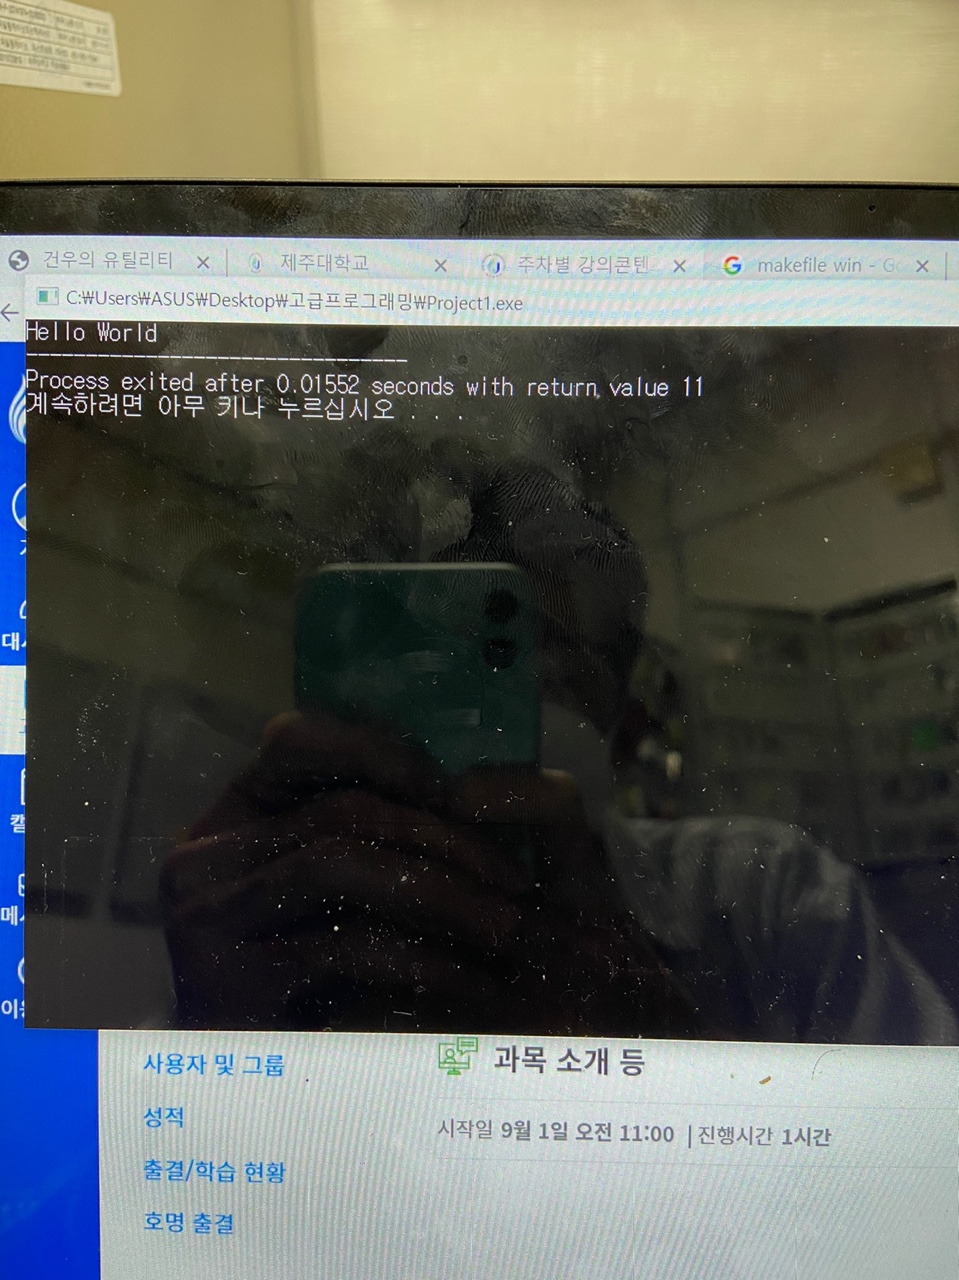 건우의 유틸리티
제주대학교
주차별 강의콘텐
makefile win - G
C:₩Users₩ASUS₩Desktop₩고급프로그래밍₩Project1.exe
Hello World
--------------------------------
Process exited after 0.01552 seconds with return value 11
계속하려면 아무 키나 누르십시오 . . .
사용자 및 그룹
성적
출결/학습 현황
호명 출결
과목 소개 등
시작일 9월 1일 오전 11:00 | 진행시간 1시간